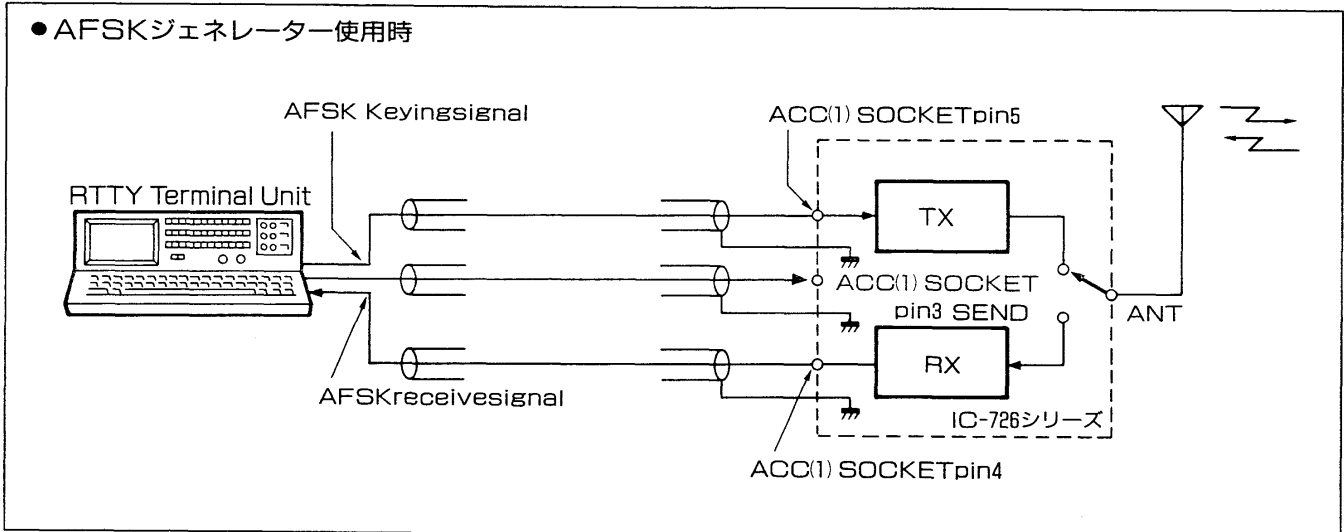 ●AFSKジェネレーター使用時
AFSK Keyingsignal
ACC(1) SOCKETpin5
RTTY Terminal Unit
TX
ACC(1) SOCKET
pin3 SEND
ANT
RX
AFSKreceivesignal
IC-726シリーズ
ACC(1) SOCKETpin4